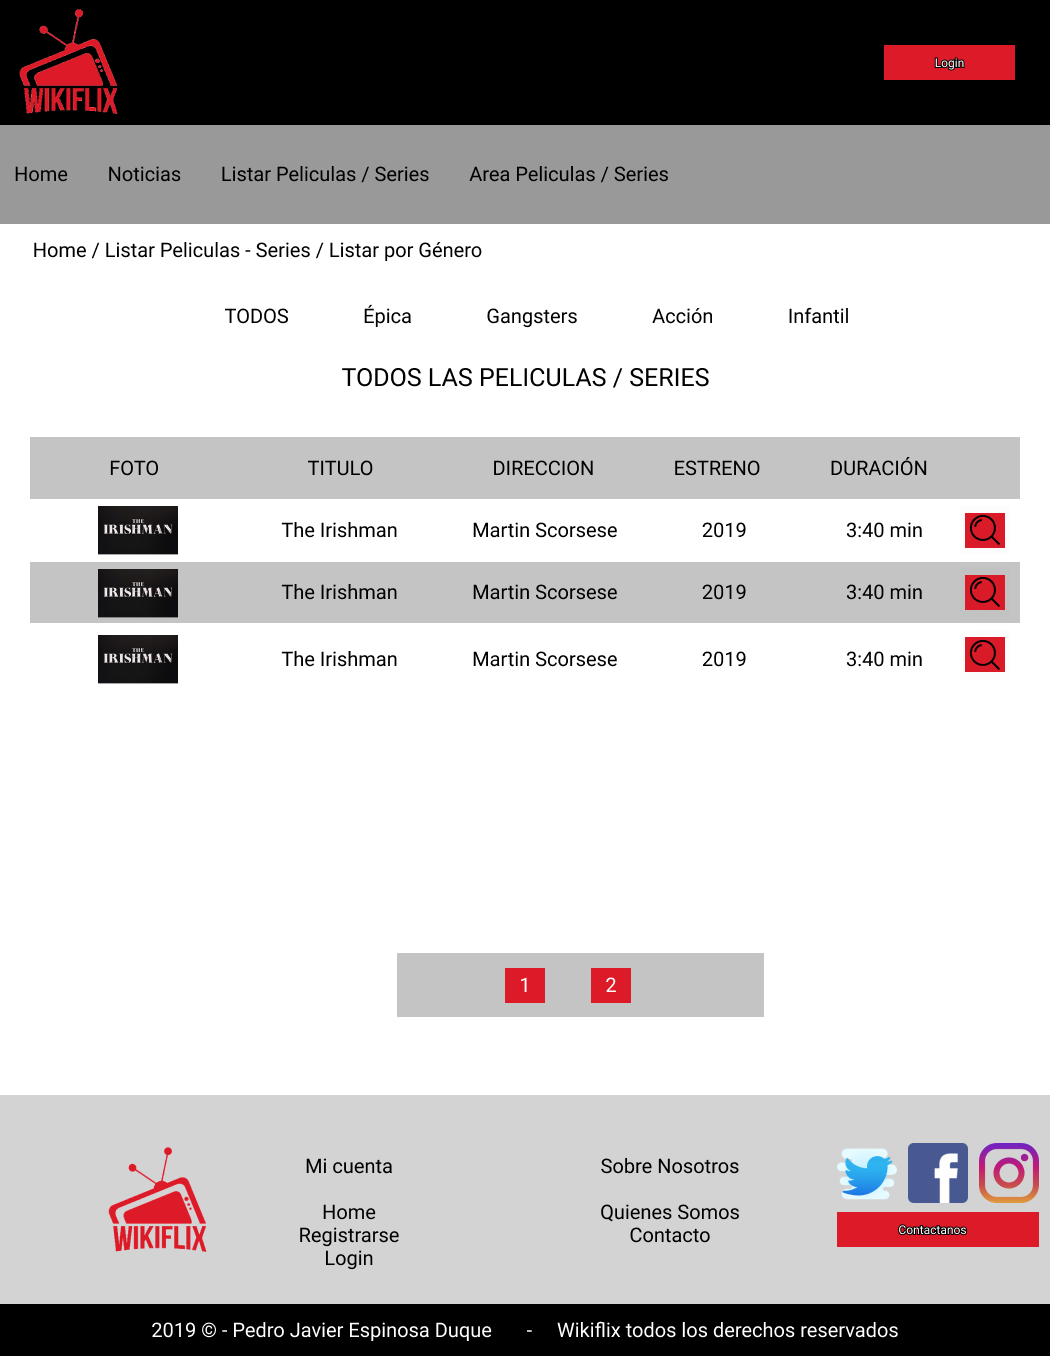 WIKIFLIX
Login
Home Noticias Listar Peliculas / Series Area Peliculas / Series
Home / Listar Peliculas - Series / Listar por Género
TODOS Épica Gangsters Acción Infantil
TODOS LAS PELICULAS / SERIES
FOTO TITULO DIRECCION ESTRENO DURACIÓN
THE
IRISHMAN The Irishman Martin Scorsese 2019 3:40 min
THE
IRISHMAN The Irishman Martin Scorsese 2019 3:40 min
THE
IRISHMAN The Irishman Martin Scorsese 2019 3:40 min
1 2
WIKIFLIX
Mi cuenta
Home
Registrarse
Login
Sobre Nosotros
Quienes Somos
Contacto
Contactanos
2019 © - Pedro Javier Espinosa Duque - Wikiflix todos los derechos reservados